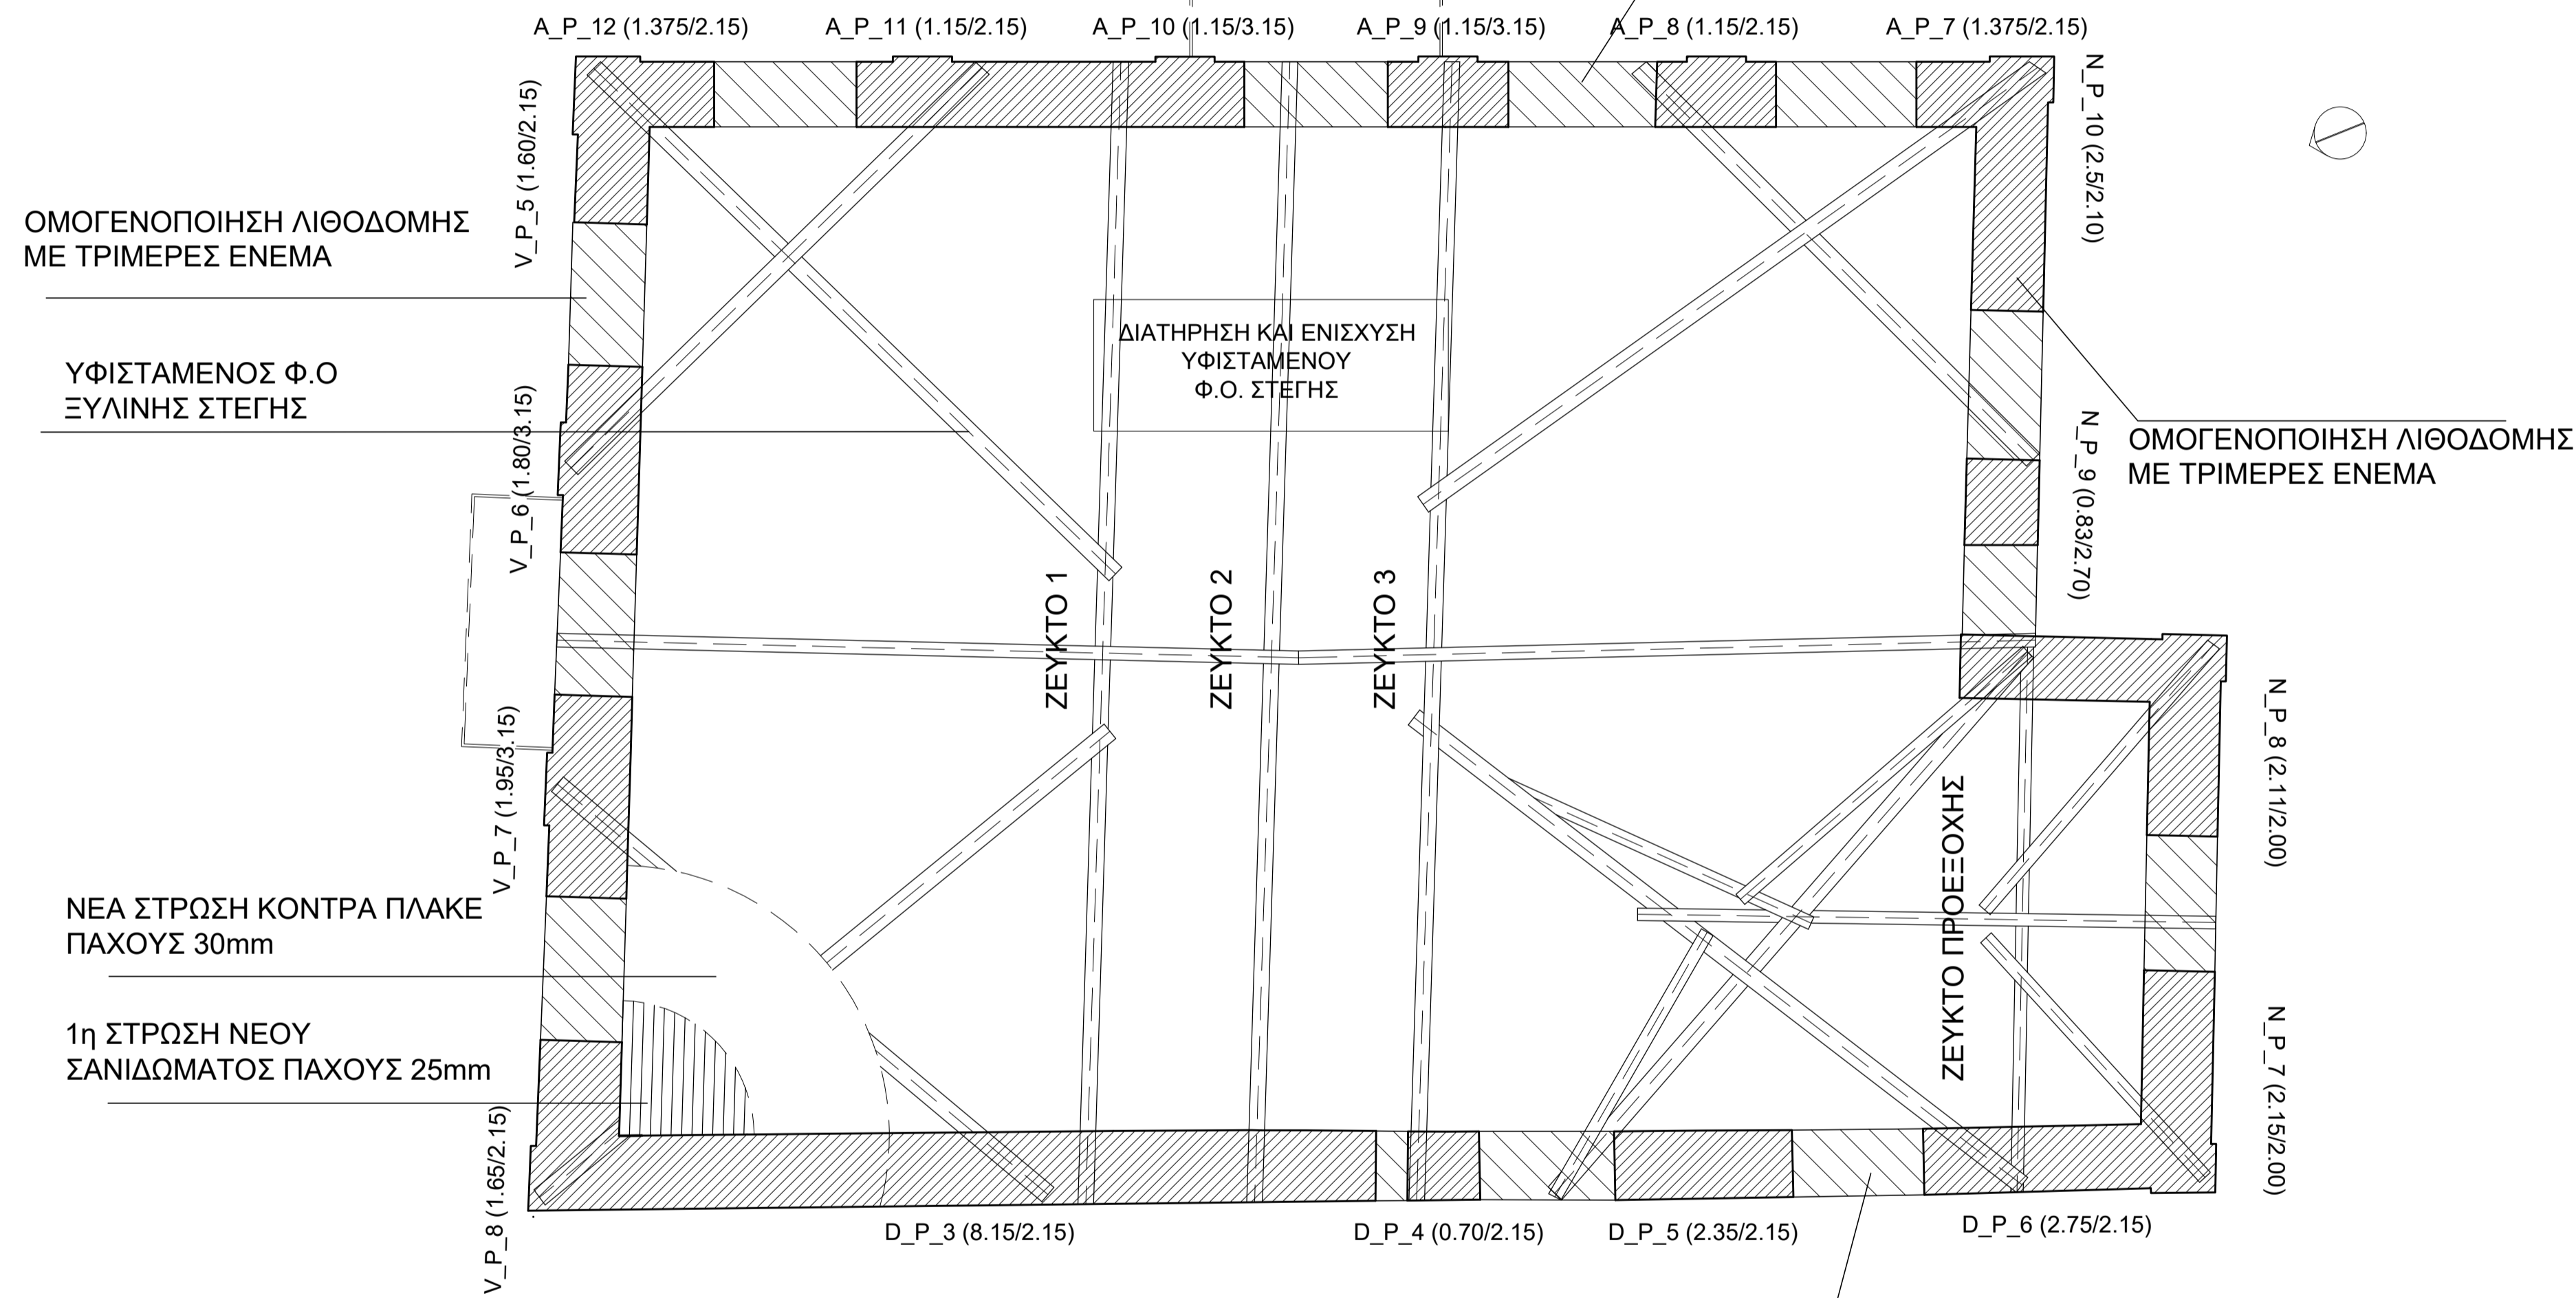 A_P_12 (1.375/2.15)
A_P_11 (1.15/2.15)
A_P_10 (1.15/3.15)
A_P_9 (1.15/3.15)
A_P_8 (1.15/2.15)
A_P_7 (1.375/2.15)
N_P_10 (2.5/2.10)
V_P_5 (1.60/2.15)
ΟΜΟΓΕΝΟΠΟΙΗΣΗ ΛΙΘΟΔΟΜΗΣ
ΜΕ ΤΡΙΜΕΡΕΣ ΕΝΕΜΑ
ΥΦΙΣΤΑΜΕΝΟΣ Φ.Ο
ΞΥΛΙΝΗΣ ΣΤΕΓΗΣ
ΔΙΑΤΗΡΗΣΗ ΚΑΙ ΕΝΙΣΧΥΣΗ
ΥΦΙΣΤΑΜΕΝΟΥ
Φ.Ο. ΣΤΕΓΗΣ
V_P_6 (1.80/3.15)
N_P_9 (0.83/2.70)
ΟΜΟΓΕΝΟΠΟΙΗΣΗ ΛΙΘΟΔΟΜΗΣ
ΜΕ ΤΡΙΜΕΡΕΣ ΕΝΕΜΑ
ΖΕΥΚΤΟ 1
ΖΕΥΚΤΟ 2
ΖΕΥΚΤΟ 3
V_P_7 (1.95/3.15)
ΖΕΥΚΤΟ ΠΡΟΕΞΟΧΗΣ
N_P_8 (2.11/2.00)
ΝΕΑ ΣΤΡΩΣΗ ΚΟΝΤΡΑ ΠΛΑΚΕ
ΠΑΧΟΥΣ 30mm
1η ΣΤΡΩΣΗ ΝΕΟΥ
ΣΑΝΙΔΩΜΑΤΟΣ ΠΑΧΟΥΣ 25mm
N_P_7 (2.15/2.00)
V_P_8 (1.65/2.15)
D_P_3 (8.15/2.15)
D_P_4 (0.70/2.15)
D_P_5 (2.35/2.15)
D_P_6 (2.75/2.15)